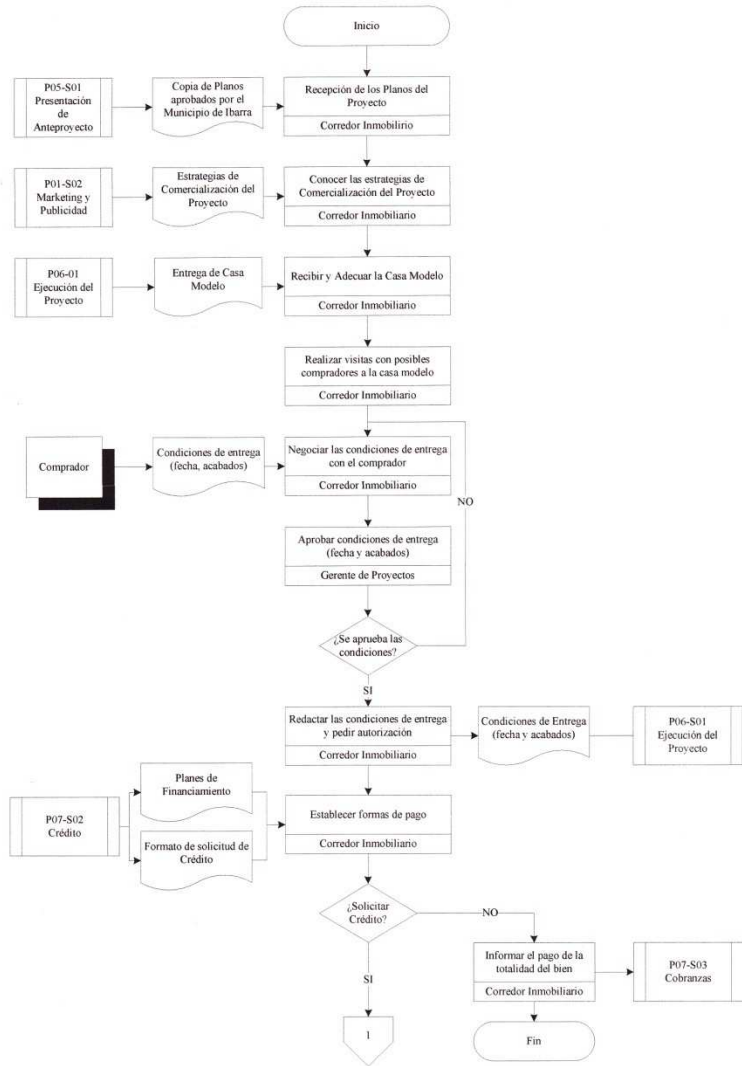 Inicio
P05-S01
Presentación
de
Anteproyecto
Copia de Planos
aprobados por el
Municipio de Ibarra
Recepción de los Planos del
Proyecto
Corredor Inmobilirio
P01-S02
Marketing y
Publicidad
Estrategias de
Comercialización del
Proyecto
Conocer las estrategias de
Comercialización del Proyecto
Corredor Inmobiliario
P06-01
Ejecución del
Proyecto
Entrega de Casa
Modelo
Recibir y Adecuar la Casa Modelo
Corredor Inmobiliario
Realizar visitas con posibles
compradores a la casa modelo
Corredor Inmobiliario
Comprador
Condiciones de entrega
(fecha, acabados)
Negociar las condiciones de entrega
con el comprador
Corredor Inmobiliario
NO
Aprobar condiciones de entrega
(fecha y acabados)
Gerente de Proyectos
¿Se aprueba las
condiciones?
SI
Redactar las condiciones de entrega
y pedir autorización
Corredor Inmobiliario
Condiciones de Entrega
(fecha y acabados)
P06-S01
Ejecución del
Proyecto
P07-S02
Crédito
Planes de
Financiamiento
Formato de solicitud de
Crédito
Establecer formas de pago
Corredor Inmobiliario
¿Solicitar
Crédito?
NO
SI
Informar el pago de la
totalidad del bien
Corredor Inmobiliario
P07-S03
Cobranzas
1
Fin